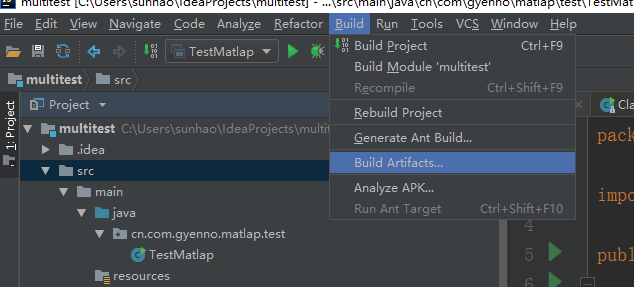 multitest [C:\Users\sunhao\IdeaProjects\multitest] - ...\src\main\java\cn\com\gyenno\matlap\test\TestMatlap
File Edit View Navigate Code Analyze Refactor Build Run Tools VCS Window Help
TestMatlap
multitest src
1: Project
Project
multitest C:\Users\sunhao\IdeaProjects\multit
.idea
src
main
java
cn.com.gyenno.matlap.test
TestMatlap
resources
Build Project Ctrl+F9
Build Module 'multitest'
Recompile Ctrl+Shift+F9
Rebuild Project
Generate Ant Build...
Build Artifacts...
Analyze APK...
Run Ant Target Ctrl+Shift+F10
Cla
pack
impo
4
5 publ
6